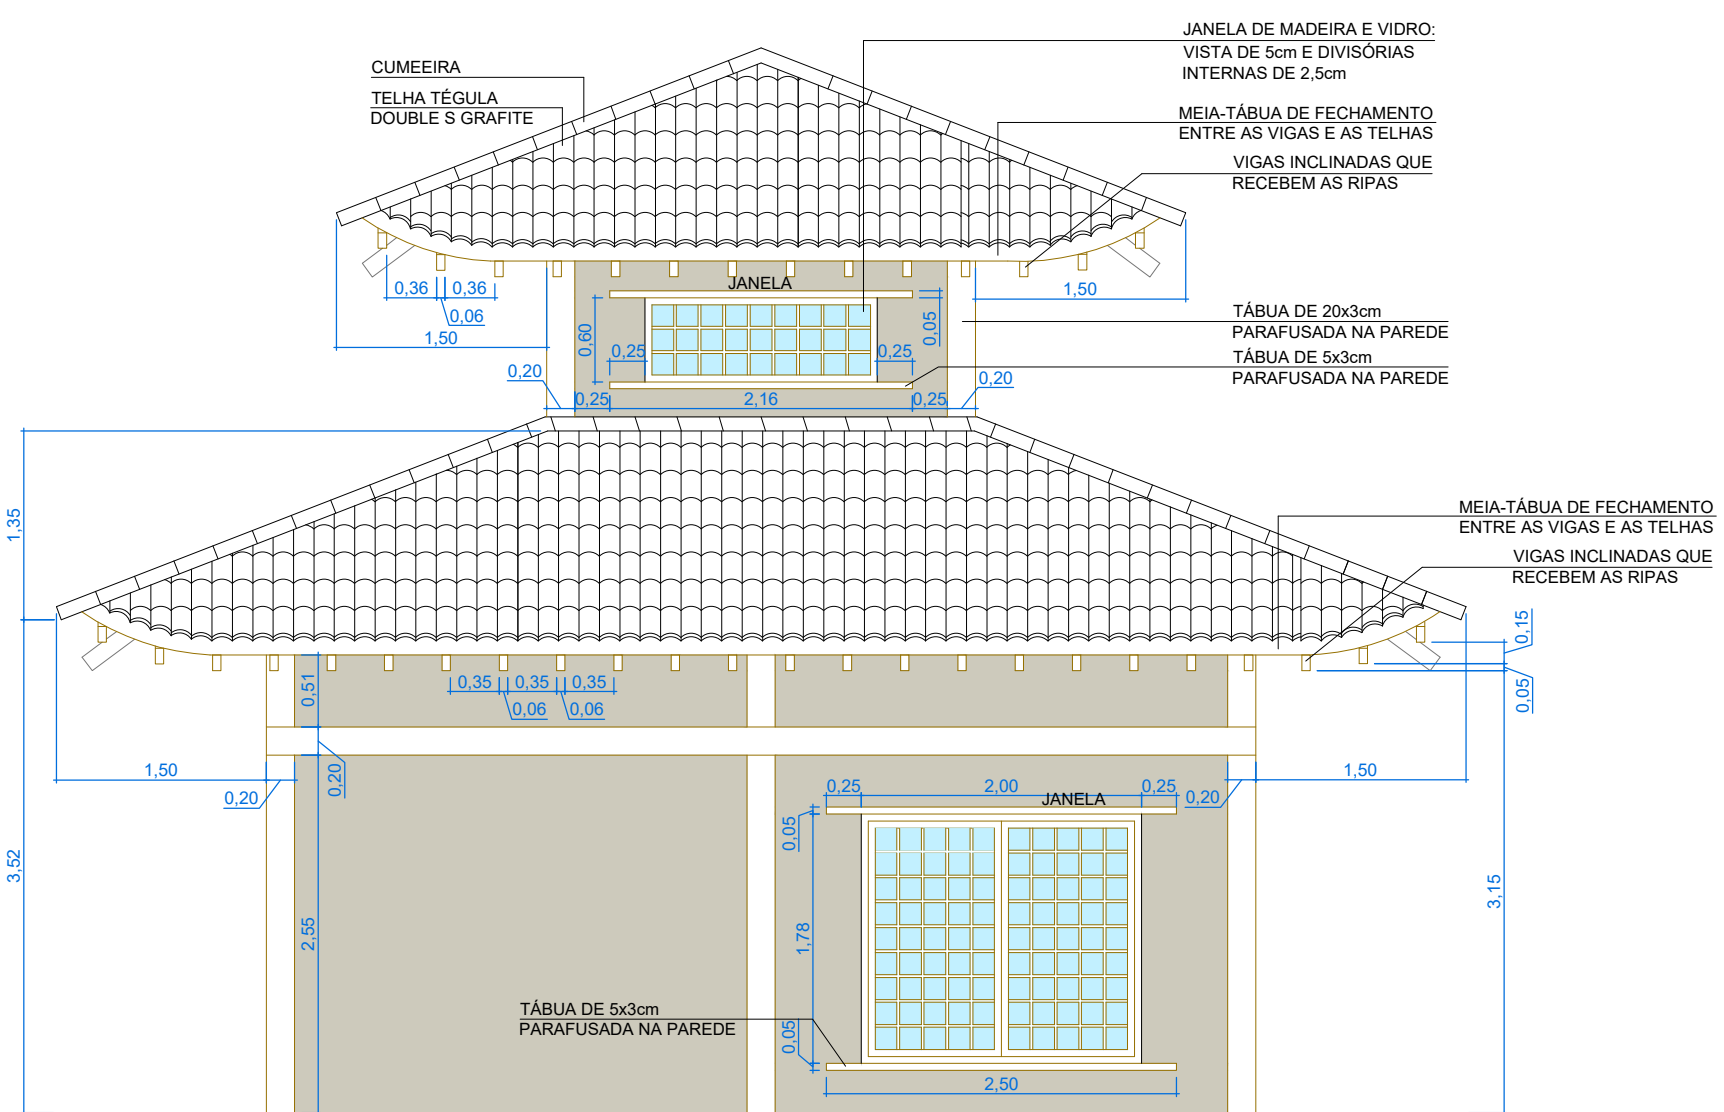 JANELA DE MADEIRA E VIDRO:
VISTA DE 5cm E DIVISÓRIAS
INTERNAS DE 2,5cm
CUMEEIRA
TELHA TÉGULA
DOUBLE S GRAFITE
MEIA-TÁBUA DE FECHAMENTO
ENTRE AS VIGAS E AS TELHAS
VIGAS INCLINADAS QUE
RECEBEM AS RIPAS
JANELA
0,36
0,36
0,06
1,50
1,50
0,60
0,05
0,25
0,25
TÁBUA DE 20x3cm
PARAFUSADA NA PAREDE
TÁBUA DE 5x3cm
PARAFUSADA NA PAREDE
0,20
0,20
0,25
2,16
0,25
1,35
MEIA-TÁBUA DE FECHAMENTO
ENTRE AS VIGAS E AS TELHAS
VIGAS INCLINADAS QUE
RECEBEM AS RIPAS
0,15
0,05
0,51
0,35
0,35
0,35
0,06
0,06
1,50
0,20
0,20
1,50
0,20
0,25
2,00
0,25
JANELA
0,05
3,52
2,55
1,78
3,15
TÁBUA DE 5x3cm
PARAFUSADA NA PAREDE
0,05
2,50